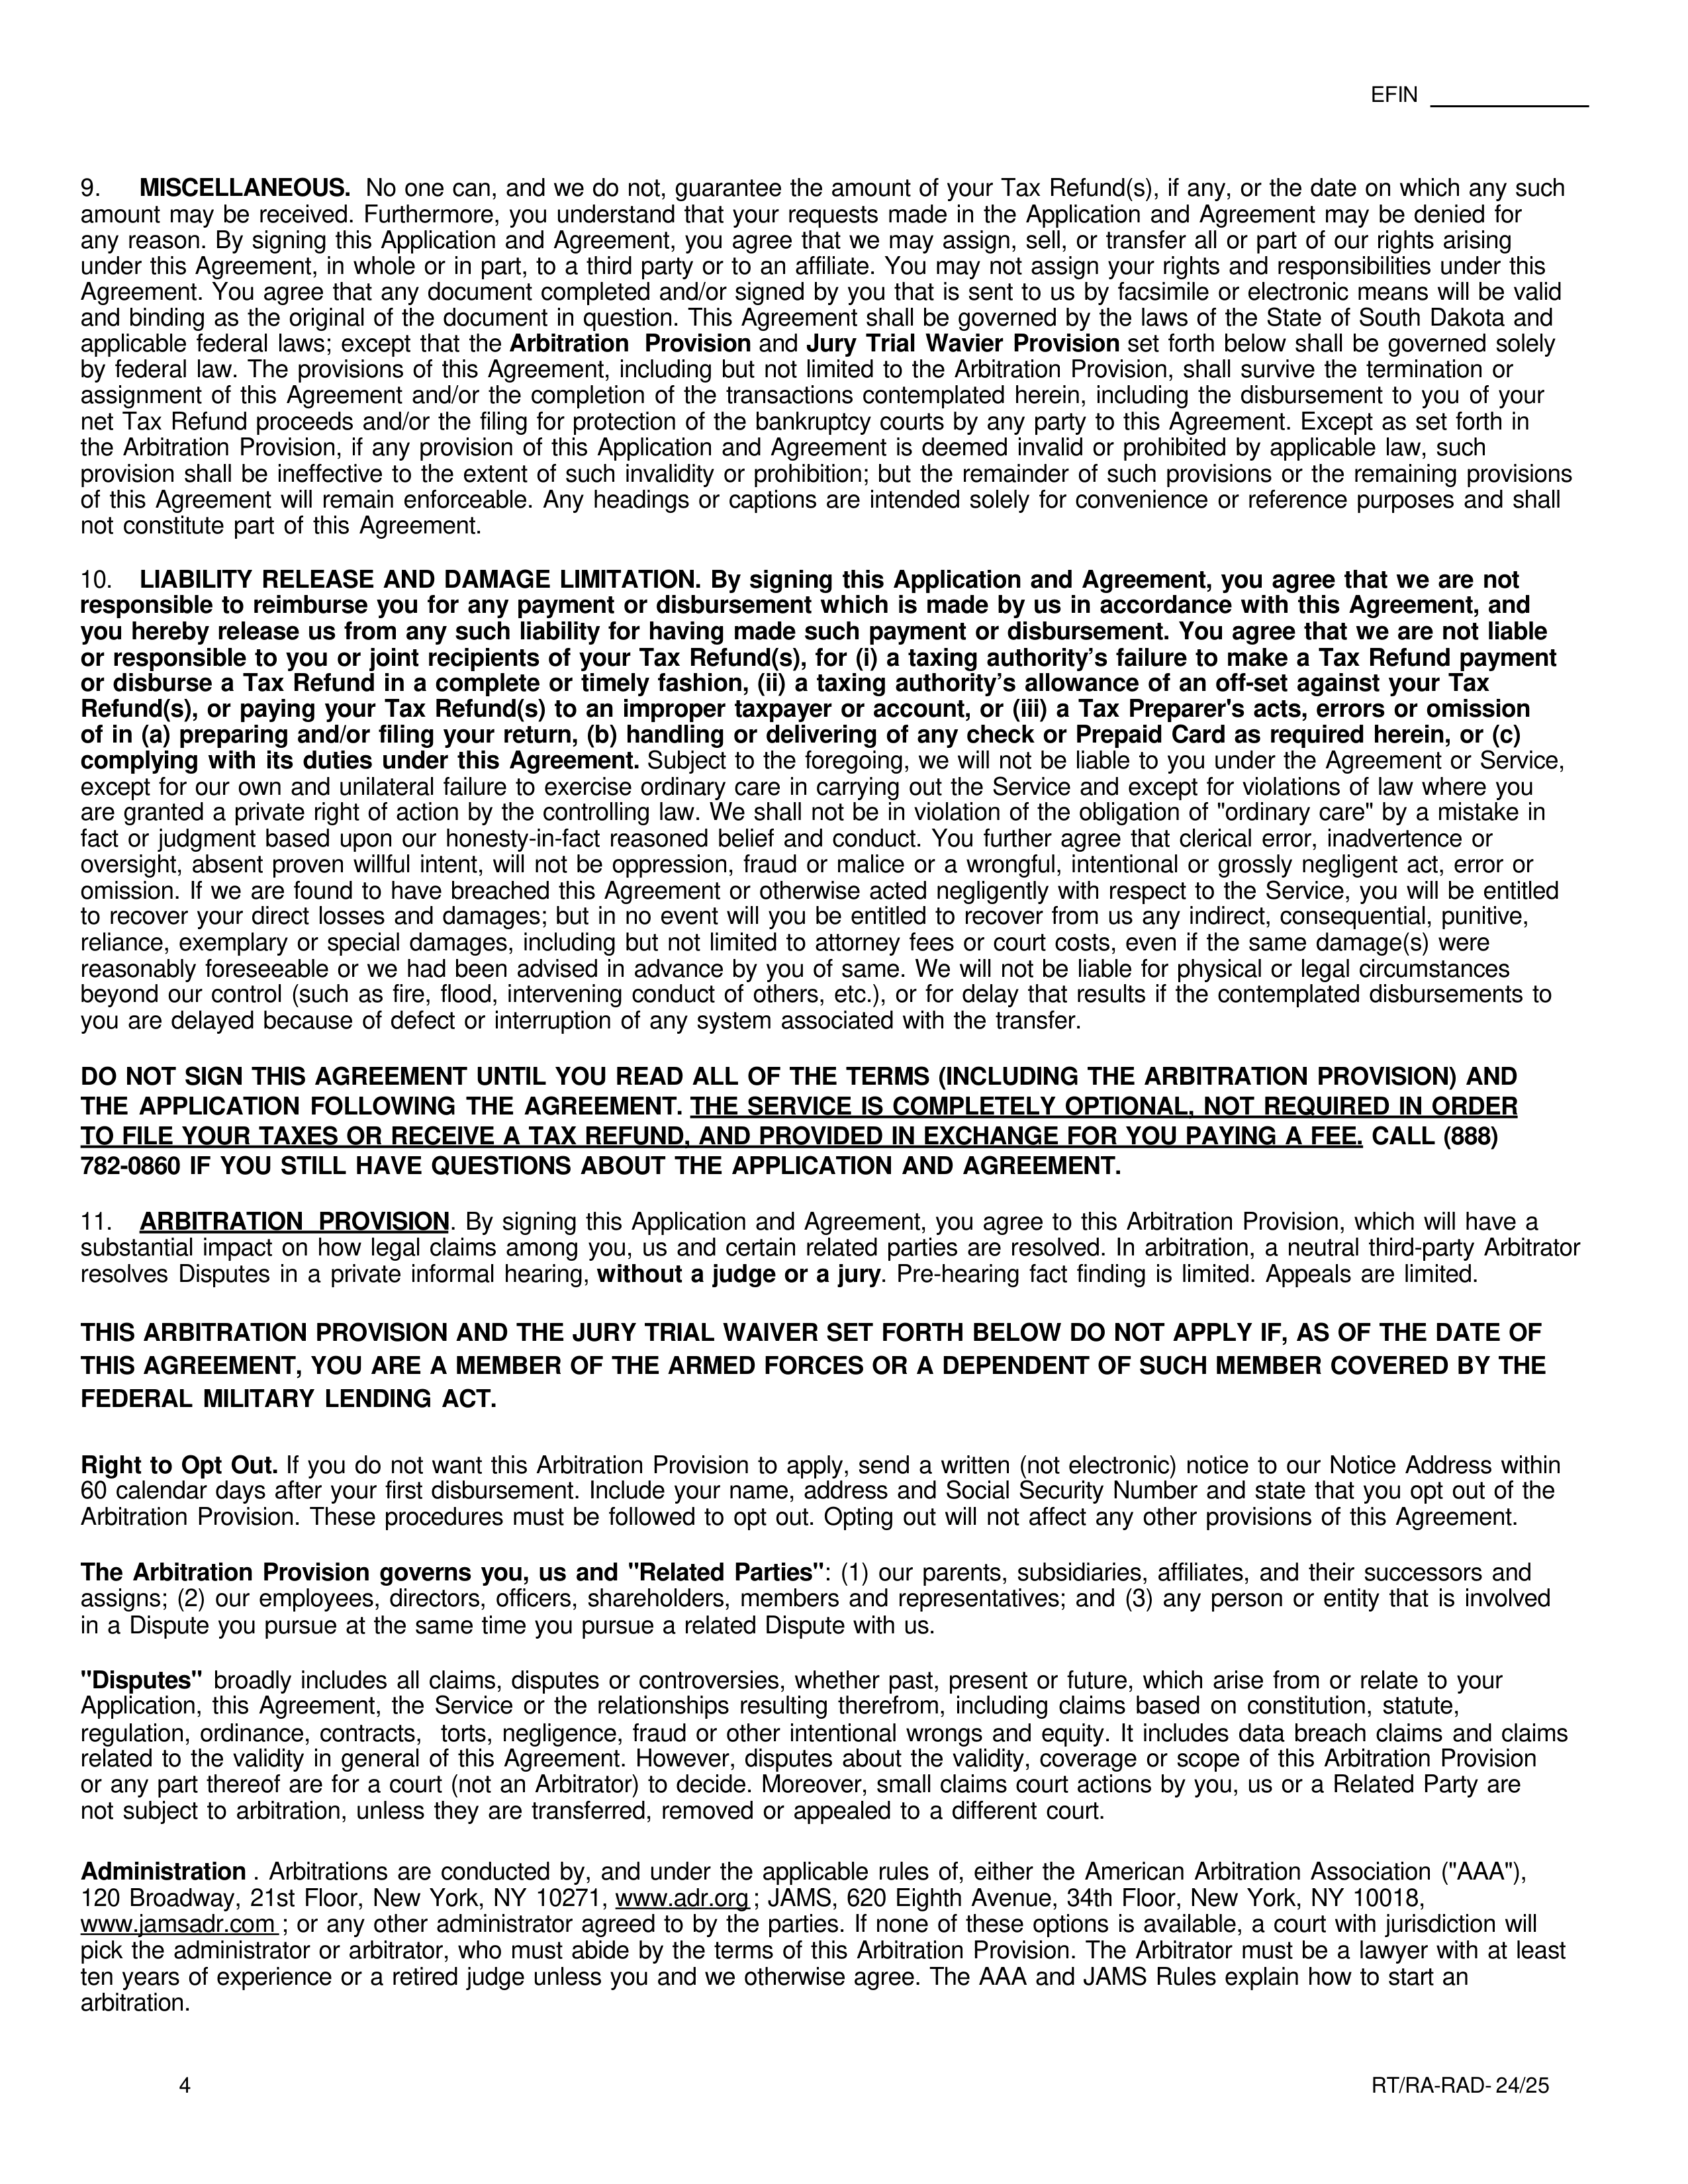 EFIN ____________
9. MISCELLANEOUS. No one can, and we do not, guarantee the amount of your Tax Refund(s), if any, or the date on which any such
amount may be received. Furthermore, you understand that your requests made in the Application and Agreement may be denied for
any reason. By signing this Application and Agreement, you agree that we may assign, sell, or transfer all or part of our rights arising
under this Agreement, in whole or in part, to a third party or to an affiliate. You may not assign your rights and responsibilities under this
Agreement. You agree that any document completed and/or signed by you that is sent to us by facsimile or electronic means will be valid
and binding as the original of the document in question. This Agreement shall be governed by the laws of the State of South Dakota and
applicable federal laws; except that the Arbitration Provision and Jury Trial Wavier Provision set forth below shall be governed solely
by federal law. The provisions of this Agreement, including but not limited to the Arbitration Provision, shall survive the termination or
assignment of this Agreement and/or the completion of the transactions contemplated herein, including the disbursement to you of your
net Tax Refund proceeds and/or the filing for protection of the bankruptcy courts by any party to this Agreement. Except as set forth in
the Arbitration Provision, if any provision of this Application and Agreement is deemed invalid or prohibited by applicable law, such
provision shall be ineffective to the extent of such invalidity or prohibition; but the remainder of such provisions or the remaining provisions
of this Agreement will remain enforceable. Any headings or captions are intended solely for convenience or reference purposes and shall
not constitute part of this Agreement.
10. LIABILITY RELEASE AND DAMAGE LIMITATION. By signing this Application and Agreement, you agree that we are not
responsible to reimburse you for any payment or disbursement which is made by us in accordance with this Agreement, and
you hereby release us from any such liability for having made such payment or disbursement. You agree that we are not liable
or responsible to you or joint recipients of your Tax Refund(s), for (i) a taxing authority’s failure to make a Tax Refund payment
or disburse a Tax Refund in a complete or timely fashion, (ii) a taxing authority’s allowance of an off-set against your Tax
Refund(s), or paying your Tax Refund(s) to an improper taxpayer or account, or (iii) a Tax Preparer's acts, errors or omission
of in (a) preparing and/or filing your return, (b) handling or delivering of any check or Prepaid Card as required herein, or (c)
complying with its duties under this Agreement. Subject to the foregoing, we will not be liable to you under the Agreement or Service,
except for our own and unilateral failure to exercise ordinary care in carrying out the Service and except for violations of law where you
are granted a private right of action by the controlling law. We shall not be in violation of the obligation of "ordinary care" by a mistake in
fact or judgment based upon our honesty-in-fact reasoned belief and conduct. You further agree that clerical error, inadvertence or
oversight, absent proven willful intent, will not be oppression, fraud or malice or a wrongful, intentional or grossly negligent act, error or
omission. If we are found to have breached this Agreement or otherwise acted negligently with respect to the Service, you will be entitled
to recover your direct losses and damages; but in no event will you be entitled to recover from us any indirect, consequential, punitive,
reliance, exemplary or special damages, including but not limited to attorney fees or court costs, even if the same damage(s) were
reasonably foreseeable or we had been advised in advance by you of same. We will not be liable for physical or legal circumstances
beyond our control (such as fire, flood, intervening conduct of others, etc.), or for delay that results if the contemplated disbursements to
you are delayed because of defect or interruption of any system associated with the transfer.
DO NOT SIGN THIS AGREEMENT UNTIL YOU READ ALL OF THE TERMS (INCLUDING THE ARBITRATION PROVISION) AND
THE APPLICATION FOLLOWING THE AGREEMENT. THE SERVICE IS COMPLETELY OPTIONAL, NOT REQUIRED IN ORDER
TO FILE YOUR TAXES OR RECEIVE A TAX REFUND, AND PROVIDED IN EXCHANGE FOR YOU PAYING A FEE. CALL (888)
782-0860 IF YOU STILL HAVE QUESTIONS ABOUT THE APPLICATION AND AGREEMENT.
11. ARBITRATION PROVISION. By signing this Application and Agreement, you agree to this Arbitration Provision, which will have a
substantial impact on how legal claims among you, us and certain related parties are resolved. In arbitration, a neutral third-party Arbitrator
resolves Disputes in a private informal hearing, without a judge or a jury. Pre-hearing fact finding is limited. Appeals are limited.
THIS ARBITRATION PROVISION AND THE JURY TRIAL WAIVER SET FORTH BELOW DO NOT APPLY IF, AS OF THE DATE OF
THIS AGREEMENT, YOU ARE A MEMBER OF THE ARMED FORCES OR A DEPENDENT OF SUCH MEMBER COVERED BY THE
FEDERAL MILITARY LENDING ACT.
Right to Opt Out. If you do not want this Arbitration Provision to apply, send a written (not electronic) notice to our Notice Address within
60 calendar days after your first disbursement. Include your name, address and Social Security Number and state that you opt out of the
Arbitration Provision. These procedures must be followed to opt out. Opting out will not affect any other provisions of this Agreement.
The Arbitration Provision governs you, us and "Related Parties": (1) our parents, subsidiaries, affiliates, and their successors and
assigns; (2) our employees, directors, officers, shareholders, members and representatives; and (3) any person or entity that is involved
in a Dispute you pursue at the same time you pursue a related Dispute with us.
"Disputes" broadly includes all claims, disputes or controversies, whether past, present or future, which arise from or relate to your
Application, this Agreement, the Service or the relationships resulting therefrom, including claims based on constitution, statute,
regulation, ordinance, contracts, torts, negligence, fraud or other intentional wrongs and equity. It includes data breach claims and claims
related to the validity in general of this Agreement. However, disputes about the validity, coverage or scope of this Arbitration Provision
or any part thereof are for a court (not an Arbitrator) to decide. Moreover, small claims court actions by you, us or a Related Party are
not subject to arbitration, unless they are transferred, removed or appealed to a different court.
Administration . Arbitrations are conducted by, and under the applicable rules of, either the American Arbitration Association ("AAA"),
120 Broadway, 21st Floor, New York, NY 10271, www.adr.org ; JAMS, 620 Eighth Avenue, 34th Floor, New York, NY 10018,
www.jamsadr.com ; or any other administrator agreed to by the parties. If none of these options is available, a court with jurisdiction will
pick the administrator or arbitrator, who must abide by the terms of this Arbitration Provision. The Arbitrator must be a lawyer with at least
ten years of experience or a retired judge unless you and we otherwise agree. The AAA and JAMS Rules explain how to start an
arbitration.
4 RT/RA-RAD- 24/25